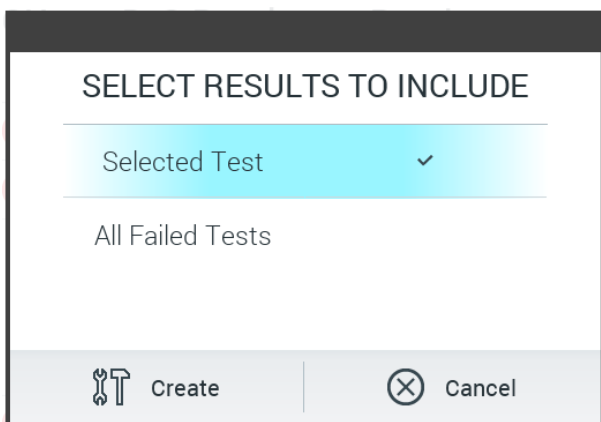 SELECT RESULTS TO INCLUDE
Selected Test
All Failed Tests
Create Cancel